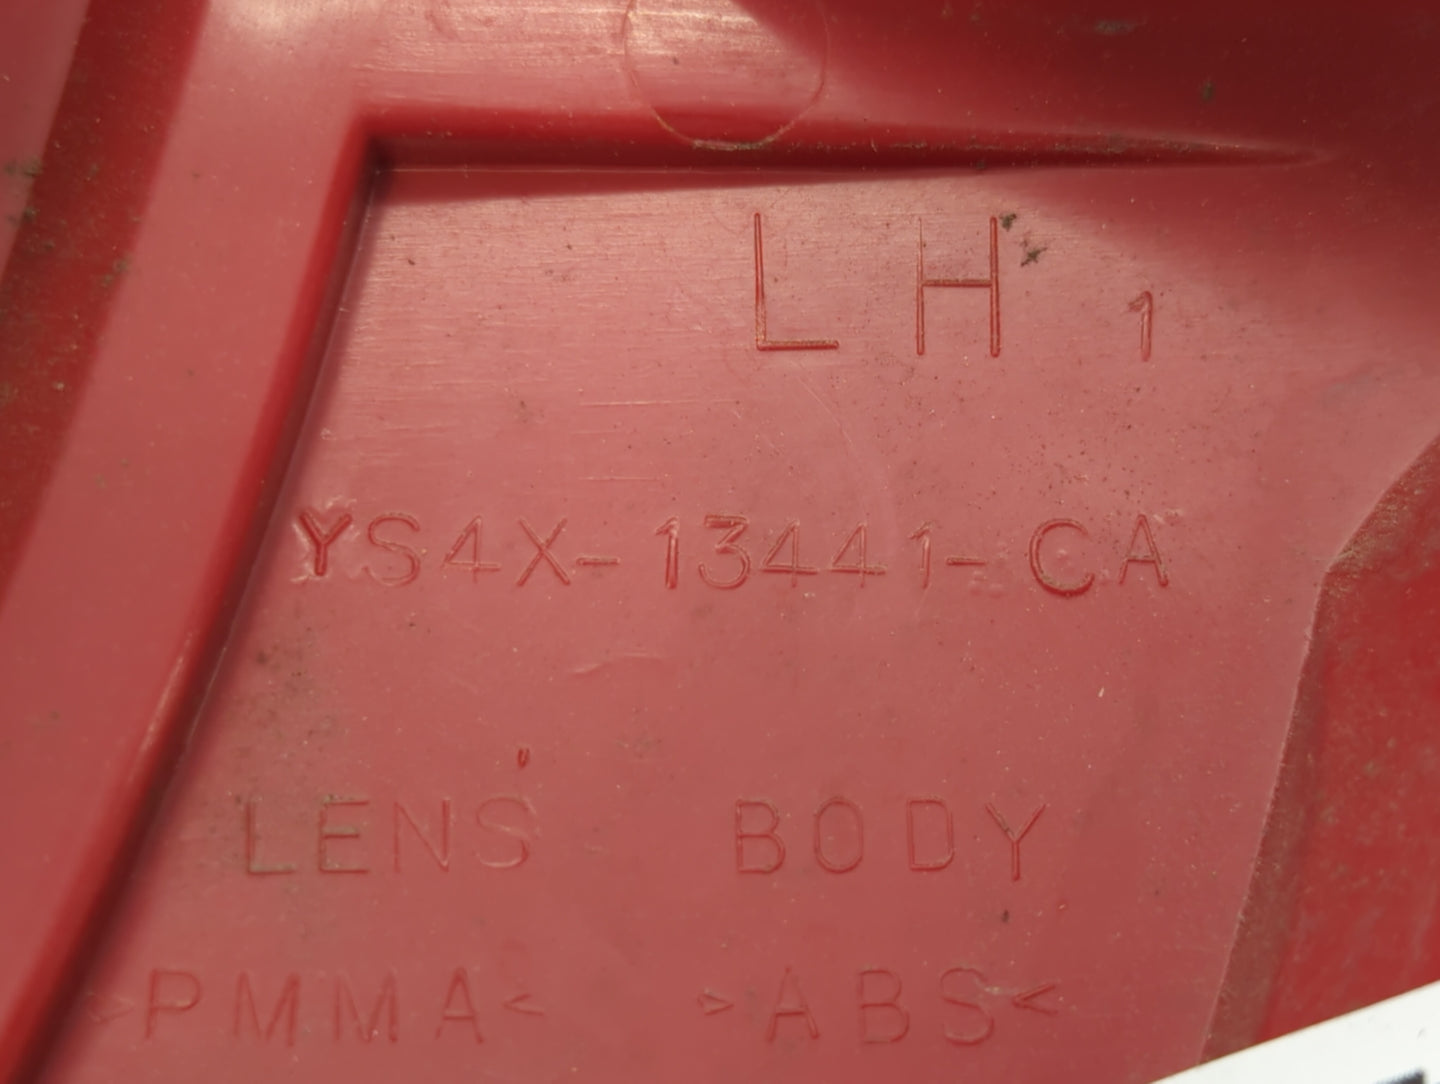 LH 1
YS4X-13441-CA
LENS BODY
>PMMA< >ABS<